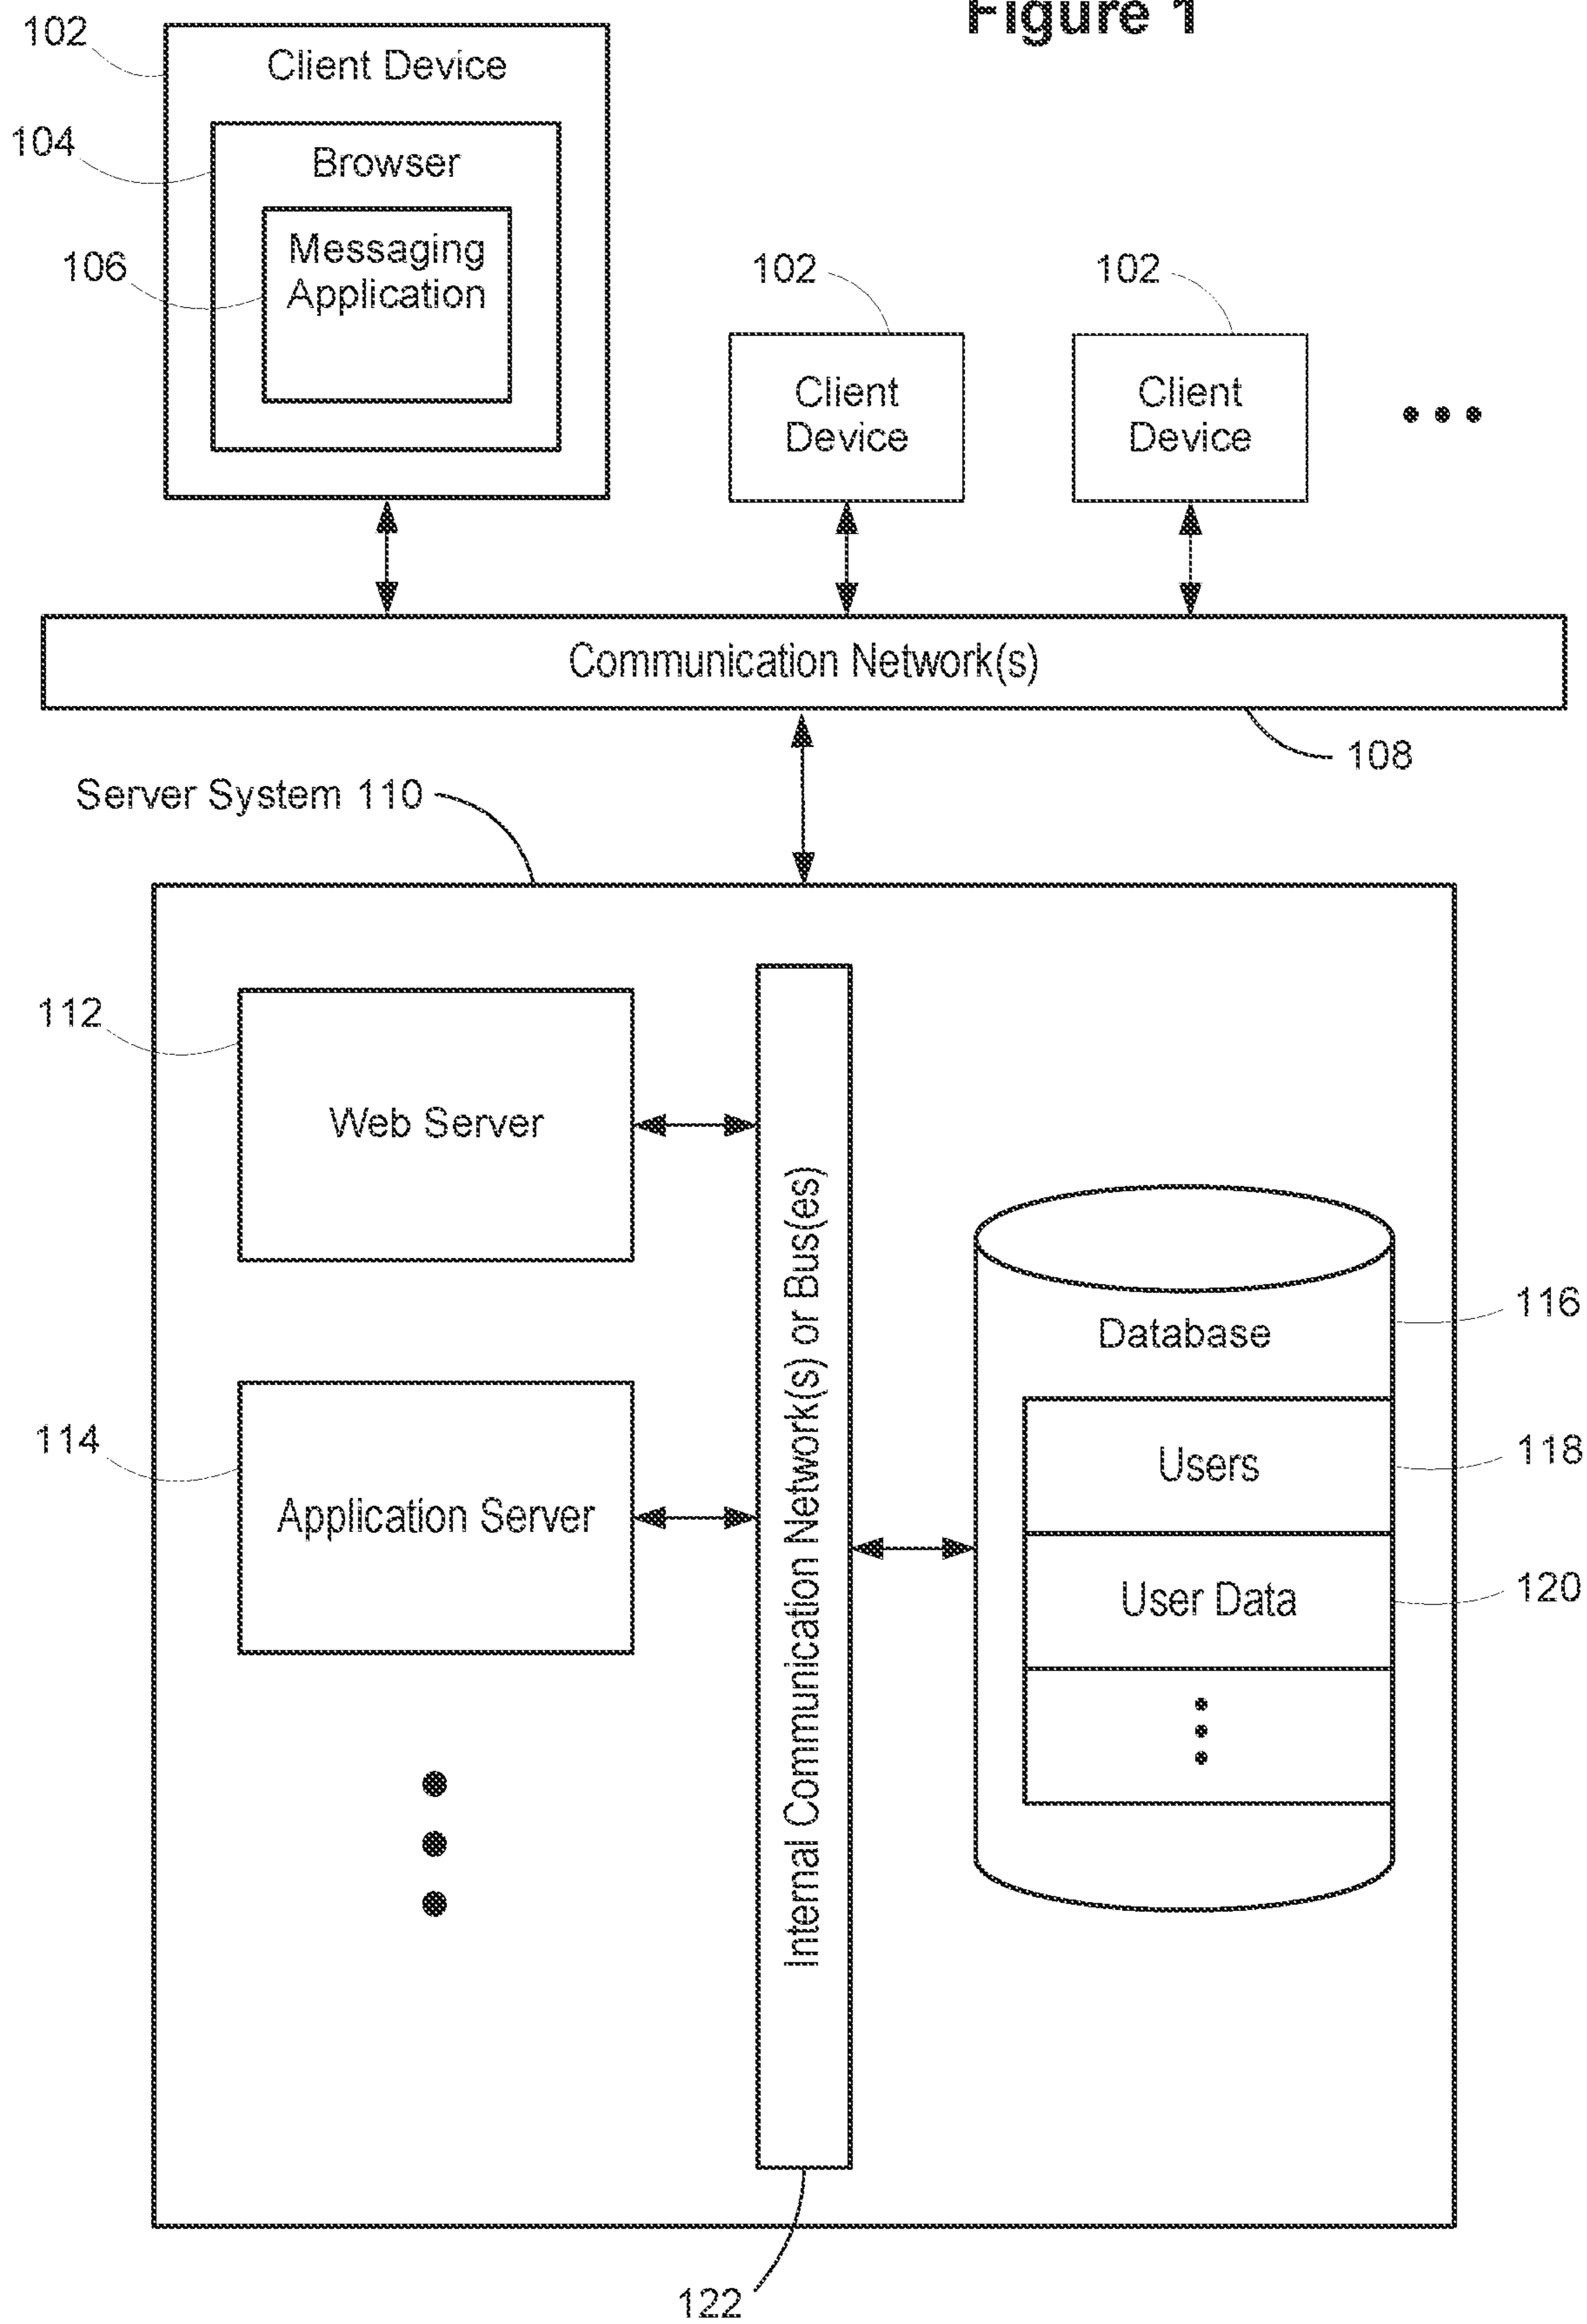 Figure 1
102
Client Device
104
Browser
106
Messaging
Application
102
102
Client
Device
Client
Device
Communication Network(s)
108
Server System 110
112
Web Server
Internal Communication Network(s) or Bus(es)
116
Database
114
Application Server
118
Users
120
User Data
122